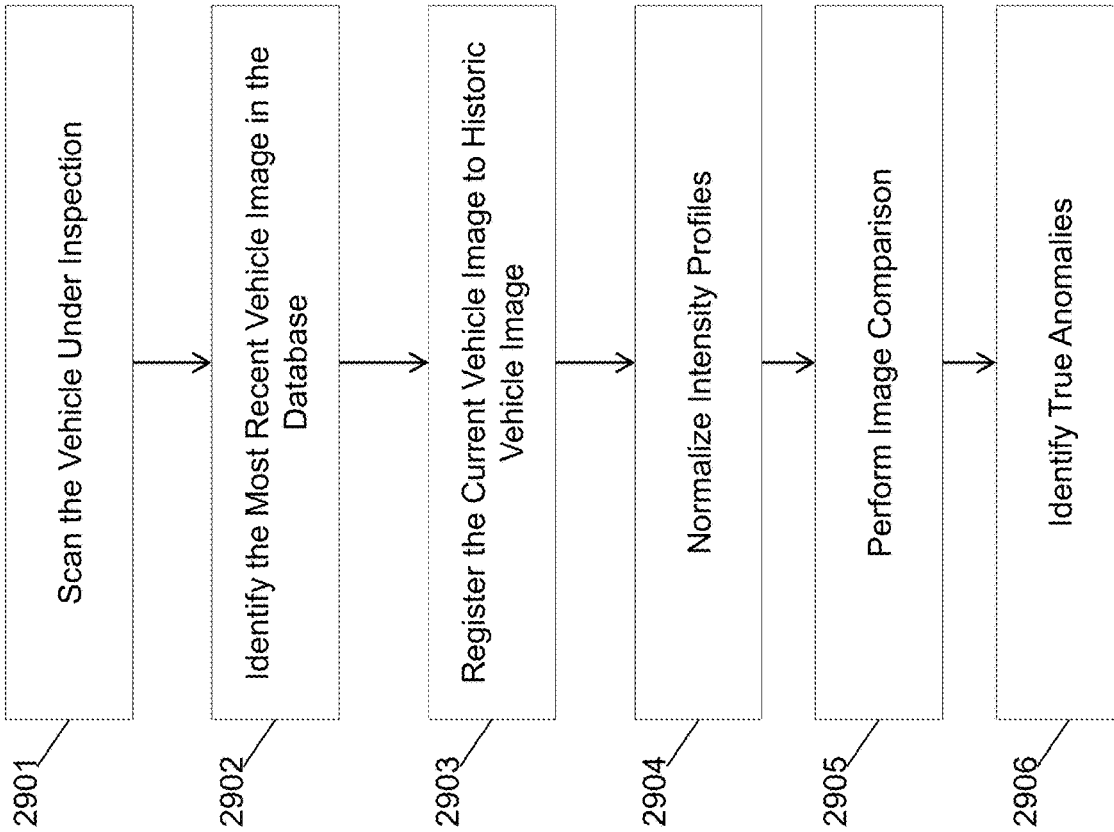 2901
Scan the Vehicle Under Inspection
2902
Identify the Most Recent Vehicle Image in the
Database
2903
Register the Current Vehicle Image to Historic
Vehicle Image
2904
Normalize Intensity Profiles
2905
Perform Image Comparison
2906
Identify True Anomalies